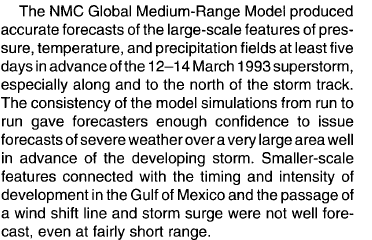 The NMC Global Medium-Range Model produced
accurate forecasts of the large-scale features of pres-
sure, temperature, and precipitation fields at least five
days in advance of the 12–14 March 1993 superstorm,
especially along and to the north of the storm track.
The consistency of the model simulations from run to
run gave forecasters enough confidence to issue
forecasts of severe weather over a very large area well
in advance of the developing storm. Smaller-scale
features connected with the timing and intensity of
development in the Gulf of Mexico and the passage of
a wind shift line and storm surge were not well fore-
cast, even at fairly short range.